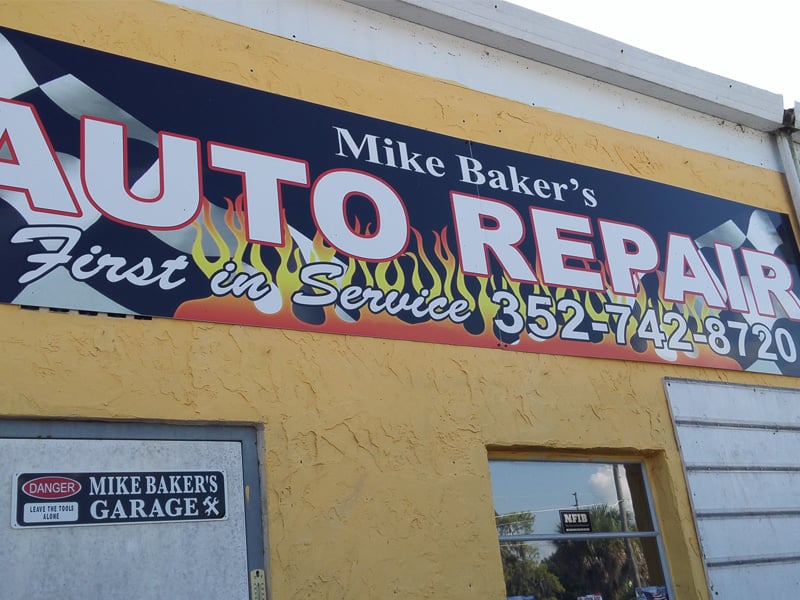 Mike Baker's
AUTO REPAIR
First in Service 352-742-8720
DANGER
LEAVE THE TOOLS
ALONE
MIKE BAKER'S
GARAGE
NFIB